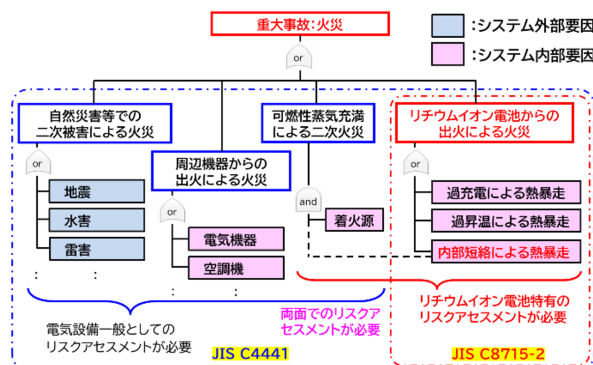 重大事故：火災
：システム外部要因
：システム内部要因
or
自然災害等での
二次被害による火災
周辺機器からの
出火による火災
可燃性蒸気充満
による二次火災
リチウムイオン電池からの
出火による火災
or
or
and
or
地震
水害
雷害
：
：
電気機器
空調機
：
：
着火源
過充電による熱暴走
過昇温による熱暴走
内部短絡による熱暴走
電気設備一般としての
リスクアセスメントが必要
両面でのリスクア
セスメントが必要
リチウムイオン電池特有の
リスクアセスメントが必要
JIS C4441
JIS C8715-2